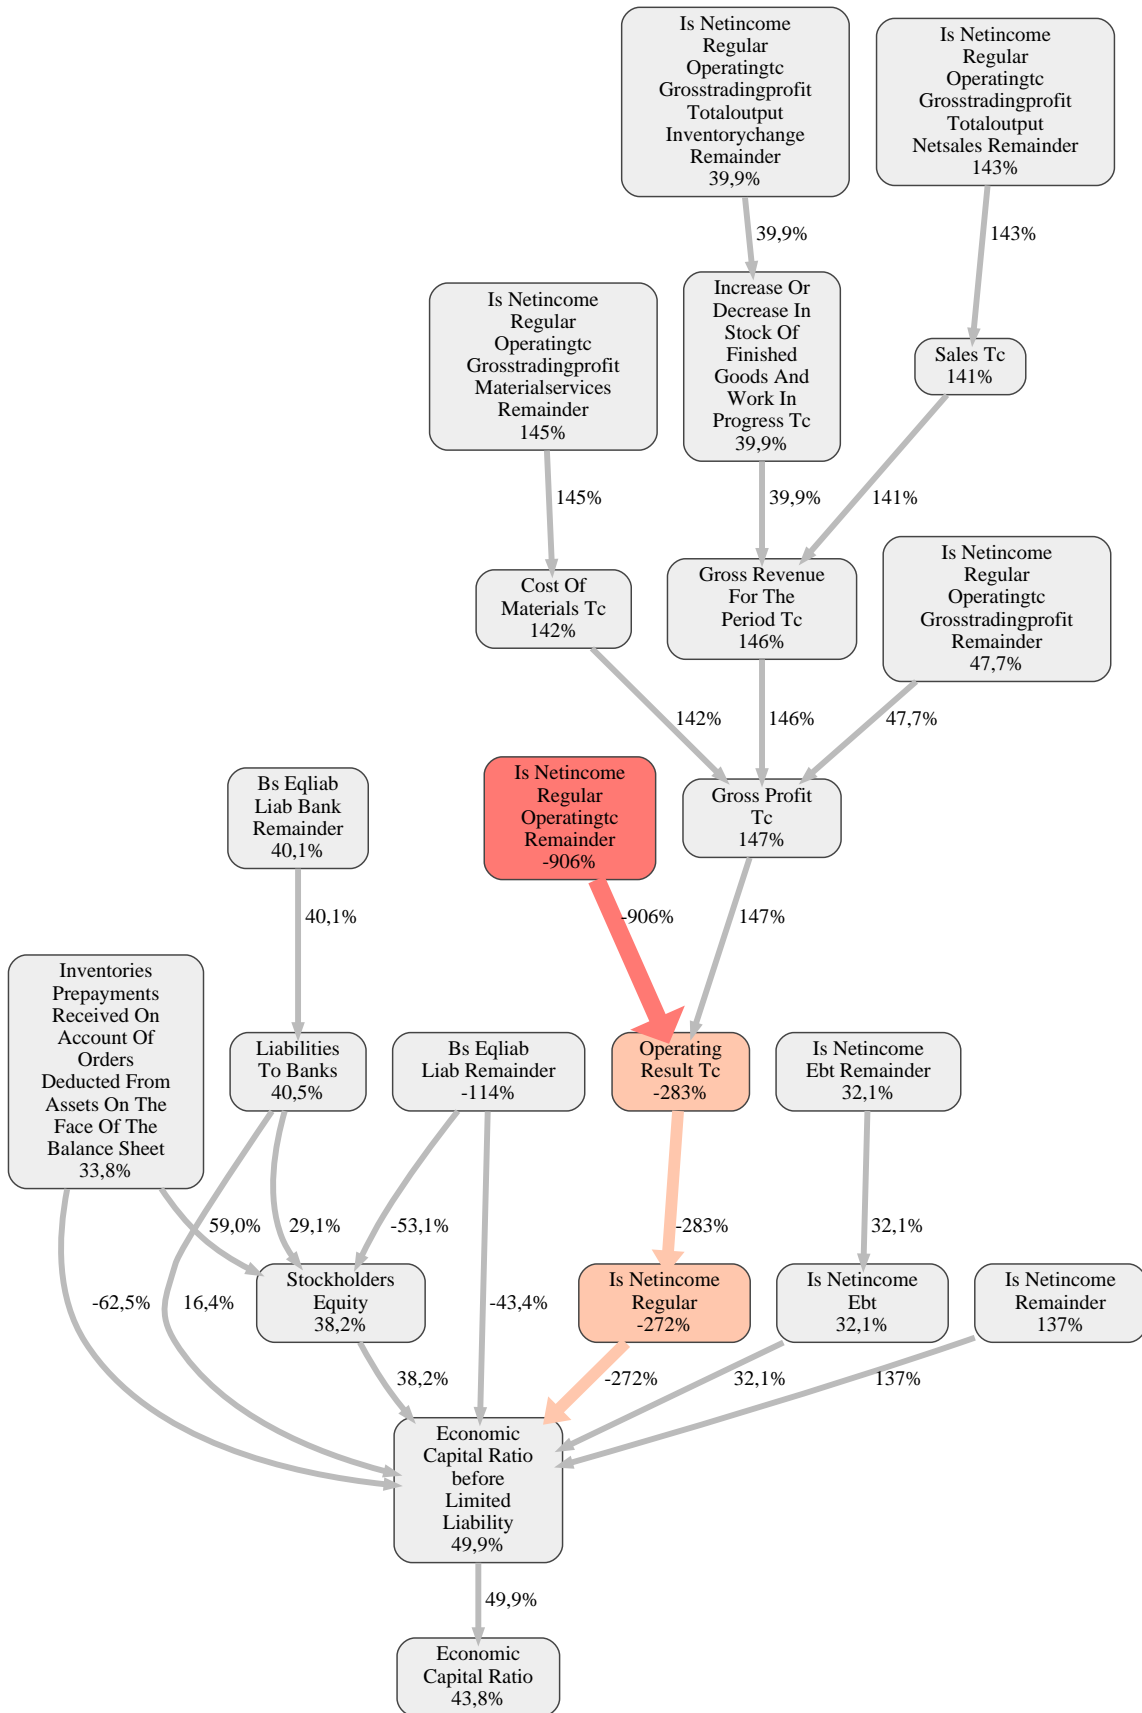 Is Netincome
Regular
Operatingtc
Grosstradingprofit
Totaloutput
Inventorychange
Remainder
39,9%
Is Netincome
Regular
Operatingtc
Grosstradingprofit
Totaloutput
Netsales Remainder
143%
39,9%
143%
Is Netincome
Regular
Operatingtc
Grosstradingprofit
Materialservices
Remainder
145%
Increase Or
Decrease In
Stock Of
Finished
Goods And
Work In
Progress Tc
39,9%
Sales Tc
141%
145%
39,9%
141%
Cost Of
Materials Tc
142%
Gross Revenue
For The
Period Tc
146%
Is Netincome
Regular
Operatingtc
Grosstradingprofit
Remainder
47,7%
142%
146%
47,7%
Bs Eqliab
Liab Bank
Remainder
40,1%
Is Netincome
Regular
Operatingtc
Remainder
-906%
Gross Profit
Tc
147%
40,1%
-906%
147%
Inventories
Prepayments
Received On
Account Of
Orders
Deducted From
Assets On The
Face Of The
Balance Sheet
33,8%
Liabilities
To Banks
40,5%
Bs Eqliab
Liab Remainder
-114%
Operating
Result Tc
-283%
Is Netincome
Ebt Remainder
32,1%
59,0%
29,1%
-53,1%
-283%
32,1%
-62,5%
16,4%
Stockholders
Equity
38,2%
-43,4%
Is Netincome
Regular
-272%
Is Netincome
Ebt
32,1%
Is Netincome
Remainder
137%
38,2%
-272%
32,1%
137%
Economic
Capital Ratio
before
Limited
Liability
49,9%
49,9%
Economic
Capital Ratio
43,8%